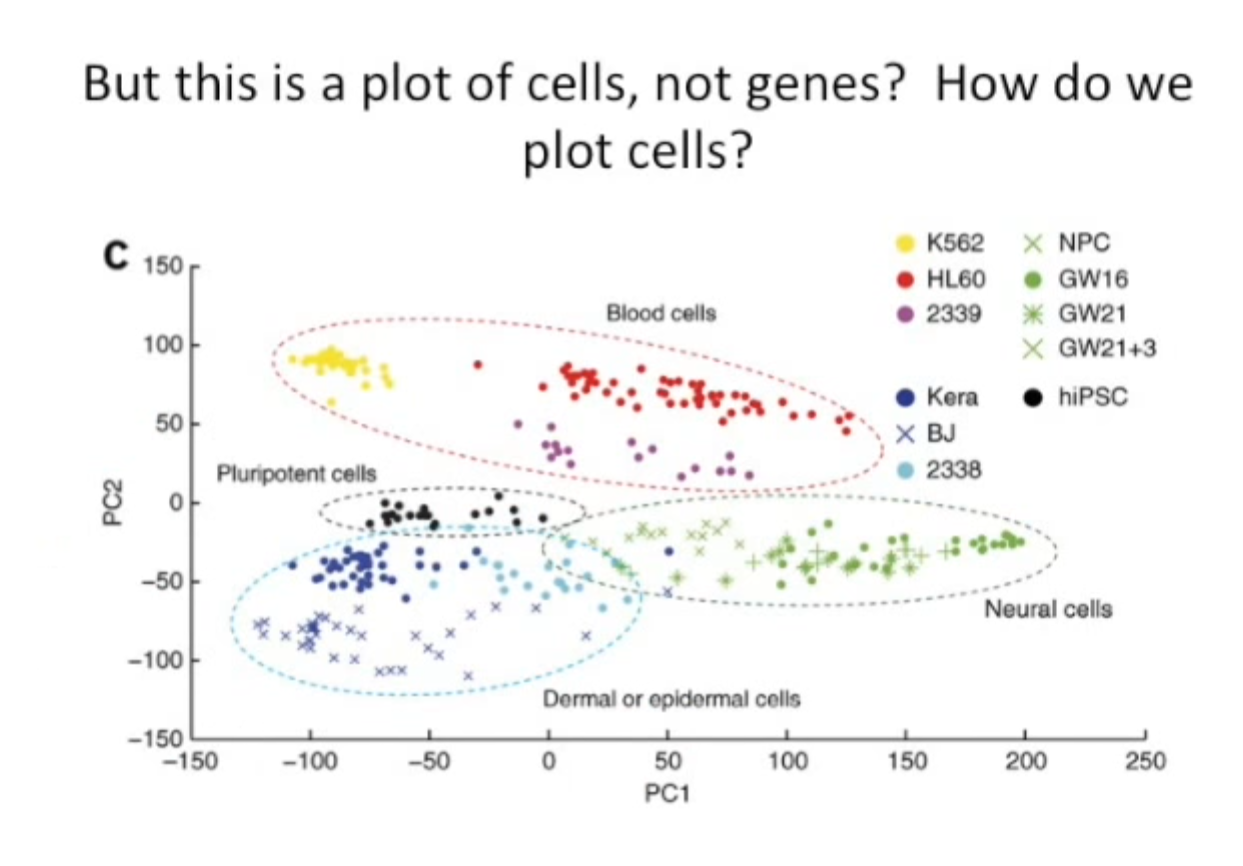 But this is a plot of cells, not genes? How do we
plot cells?
c
K562
HL60
2339
Kera
BJ
2338
NPC
GW16
GW21
GW21+3
hiPSC
Blood cells
Pluripotent cells
Neural cells
Dermal or epidermal cells
PC2
150
100
50
0
−50
−100
−150
−150 −100 −50 0 50 100 150 200 250
PC1